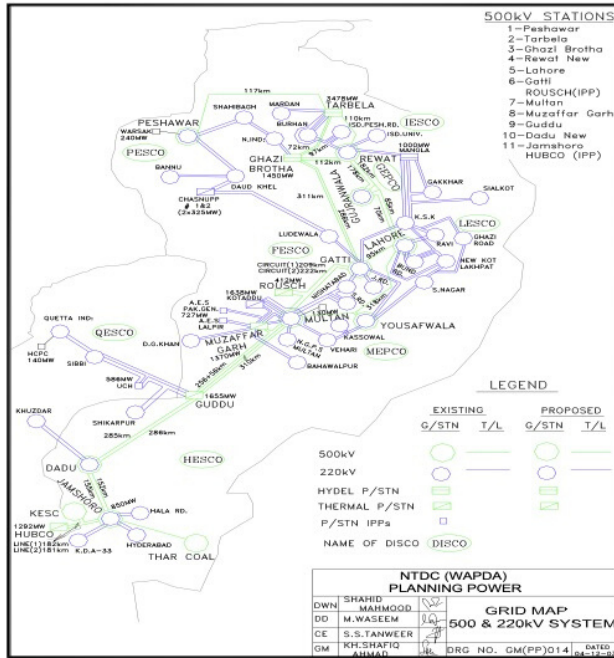 500kV STATIONS
1-Peshawar
2-Tarbela
3-Ghazi Brotha
4-Rewat New
5-Lahore
6-Gatti
ROUSCH(IPP)
7-Multan
8-Muzaffar Garh
9-Guddu
10-Dadu New
11-Jamshoro
HUBCO (IPP)
117km
SHAHIBAGH
MARDAN
3478MW
TARBELA
PESHAWAR
BURHAN
110km
ISD.PESH.RD.
IESCO
WARSAK
240MW
N.IND:
ISD.UNIV.
PESCO
72km
GHAZI
BROTHA
1450MW
112km
REWAT
1000MW
MANGLA
GEPCO
BANNU
DAUD KHEL
CHASNUPP
# 1&2
(2x325MW)
311km
GUJRANWALA
GAKKHAR
SIALKOT
K.S.K
LUDEWALA
LAHORE
LESCO
RAVI
GHAZI
ROAD
FESCO
GATTI
95km
CIRCUIT(1)209km
CIRCUIT(2)222km
NEW KOT
LAKHPAT
412MW
ROUSCH
NISHATABAD
S.NAGAR
1638MW
KOTADDU
A.E.S
PAK.GEN.
727MW
A.E.S
LALPIR
MULTAN
318km
YOUSAFWALA
QUETTA IND:
QESCO
D.G.KHAN
MUZAFFAR
GARH
1370MW
N.G.P.S
MULTAN
VEHARI
KASSOWAL
MEPCO
BAHAWALPUR
HCPC
140MW
SIBBI
310km
586MW
UCH
1655MW
GUDDU
KHUZDAR
SHIKARPUR
285km
286km
HESCO
DADU
JAMSHORO
KESC
850MW
HALA RD.
1292MW
HUBCO
LINE(1)182km
LINE(2)181km
K.D.A-33
HYDERABAD
THAR COAL
LEGEND
EXISTING PROPOSED
G/STN T/L G/STN T/L
500kV
220kV
HYDEL P/STN
THERMAL P/STN
P/STN IPPs
NAME OF DISCO DISCO
NTDC (WAPDA)
PLANNING POWER
DWN SHAHID MAHMOOD
DD M.WASEEM
CE S.S.TANWEER
GM KH.SHAFIQ AHMAD
GRID MAP
500 & 220kV SYSTEM
DRG NO. GM(PP)014 DATED